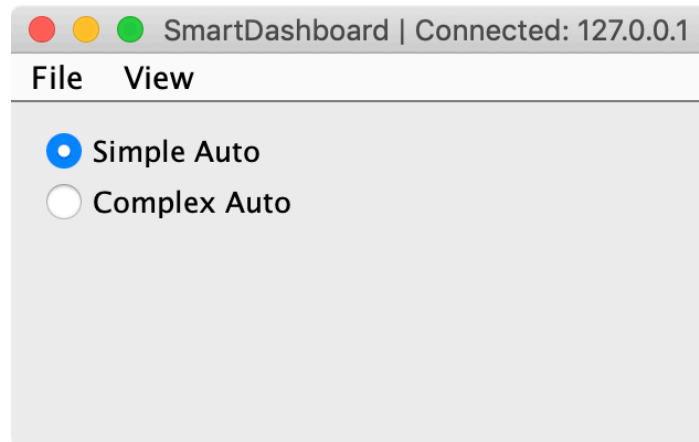 SmartDashboard | Connected: 127.0.0.1
File View
Simple Auto
Complex Auto